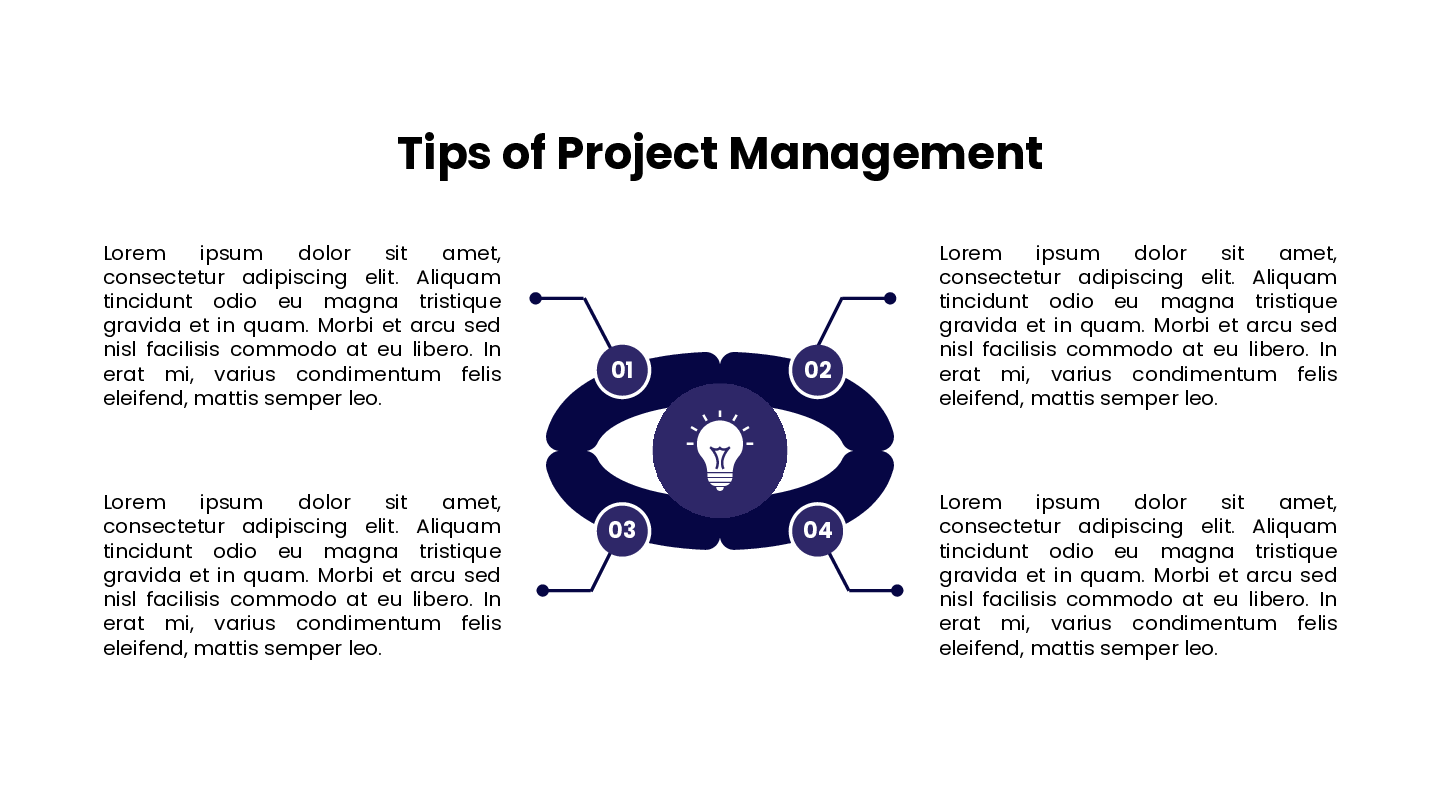 Tips of Project Management
Lorem ipsum dolor sit amet,
consectetur adipiscing elit. Aliquam
tincidunt odio eu magna tristique
gravida et in quam. Morbi et arcu sed
nisl facilisis commodo at eu libero. In
erat mi, varius condimentum felis
eleifend, mattis semper leo.
01
02
Lorem ipsum dolor sit amet,
consectetur adipiscing elit. Aliquam
tincidunt odio eu magna tristique
gravida et in quam. Morbi et arcu sed
nisl facilisis commodo at eu libero. In
erat mi, varius condimentum felis
eleifend, mattis semper leo.
Lorem ipsum dolor sit amet,
consectetur adipiscing elit. Aliquam
tincidunt odio eu magna tristique
gravida et in quam. Morbi et arcu sed
nisl facilisis commodo at eu libero. In
erat mi, varius condimentum felis
eleifend, mattis semper leo.
03
04
Lorem ipsum dolor sit amet,
consectetur adipiscing elit. Aliquam
tincidunt odio eu magna tristique
gravida et in quam. Morbi et arcu sed
nisl facilisis commodo at eu libero. In
erat mi, varius condimentum felis
eleifend, mattis semper leo.